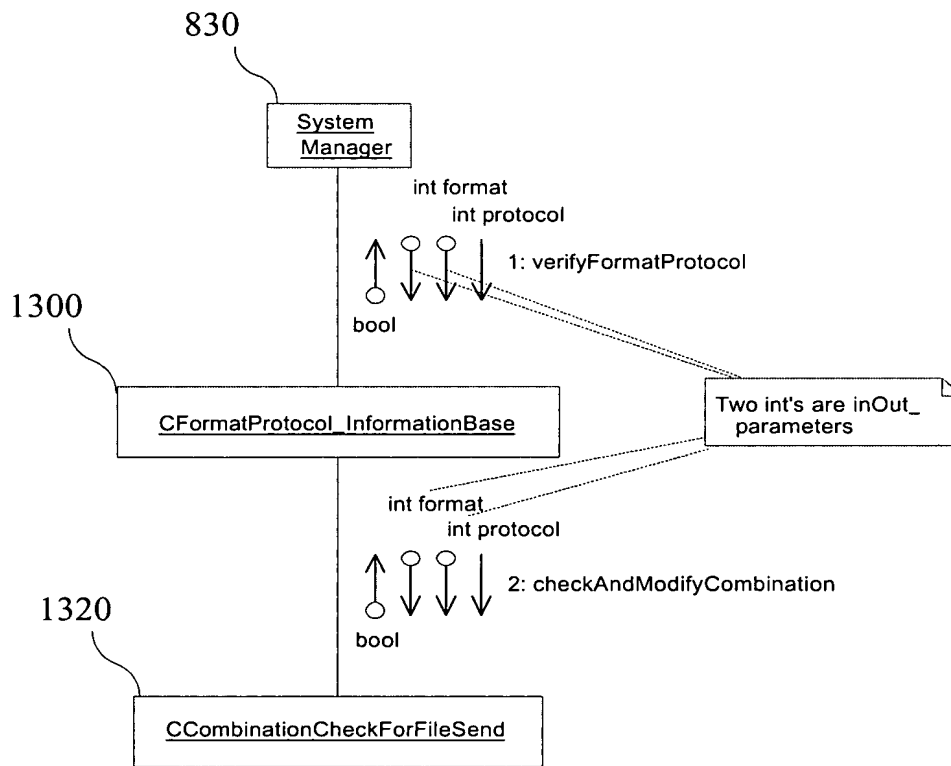 830
System
Manager
int format
int protocol
1: verifyFormatProtocol
bool
1300
CFormatProtocol_InformationBase
Two int's are inOut_
parameters
int format
int protocol
2: checkAndModifyCombination
bool
1320
CCombinationCheckForFileSend